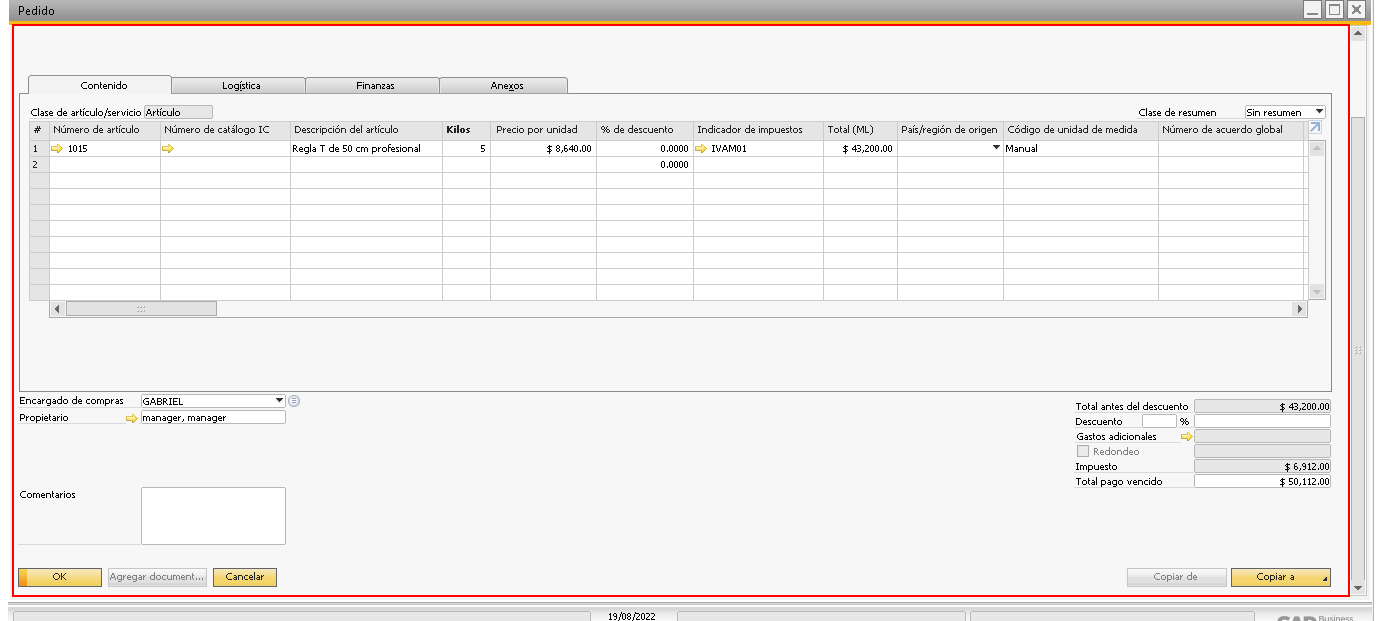 Pedido
Contenido Logística Finanzas Anexos
Clase de artículo/servicio Artículo Clase de resumen Sin resumen
# Número de artículo Número de catálogo IC Descripción del artículo Kilos Precio por unidad % de descuento Indicador de impuestos Total (ML) País/región de origen Código de unidad de medida Número de acuerdo global
1 1015 Regla T de 50 cm profesional 5 $ 8,640.00 0.0000 IVAM01 $ 43,200.00 Manual
2 0.0000
Encargado de compras GABRIEL
Propietario manager, manager
Total antes del descuento $ 43,200.00
Descuento %
Gastos adicionales
Redondeo
Impuesto $ 6,912.00
Total pago vencido $ 50,112.00
Comentarios
OK Agregar document... Cancelar Copiar de Copiar a
19/08/2022
SAP Business